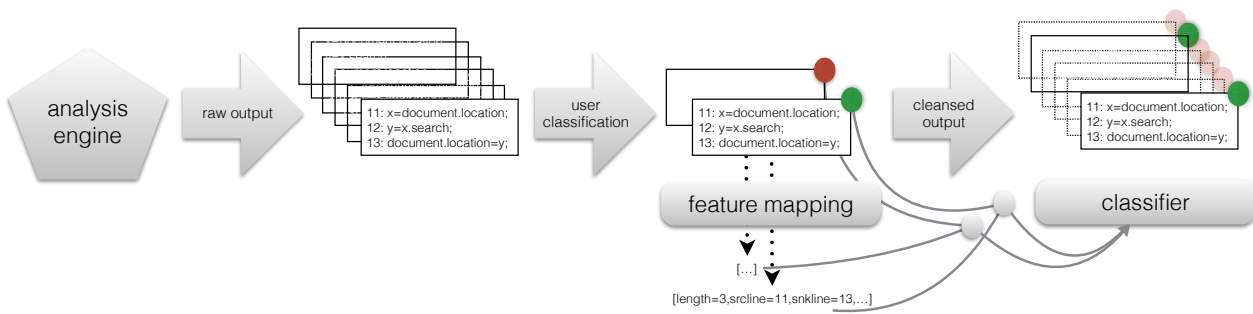 analysis
engine
raw output
11: x=document.location;
12: y=x.search;
13: document.location=y;
user
classification
11: x=document.location;
12: y=x.search;
13: document.location=y;
cleansed
output
11: x=document.location;
12: y=x.search;
13: document.location=y;
feature mapping
classifier
[...]
[length=3,srcline=11,snkline=13,...]